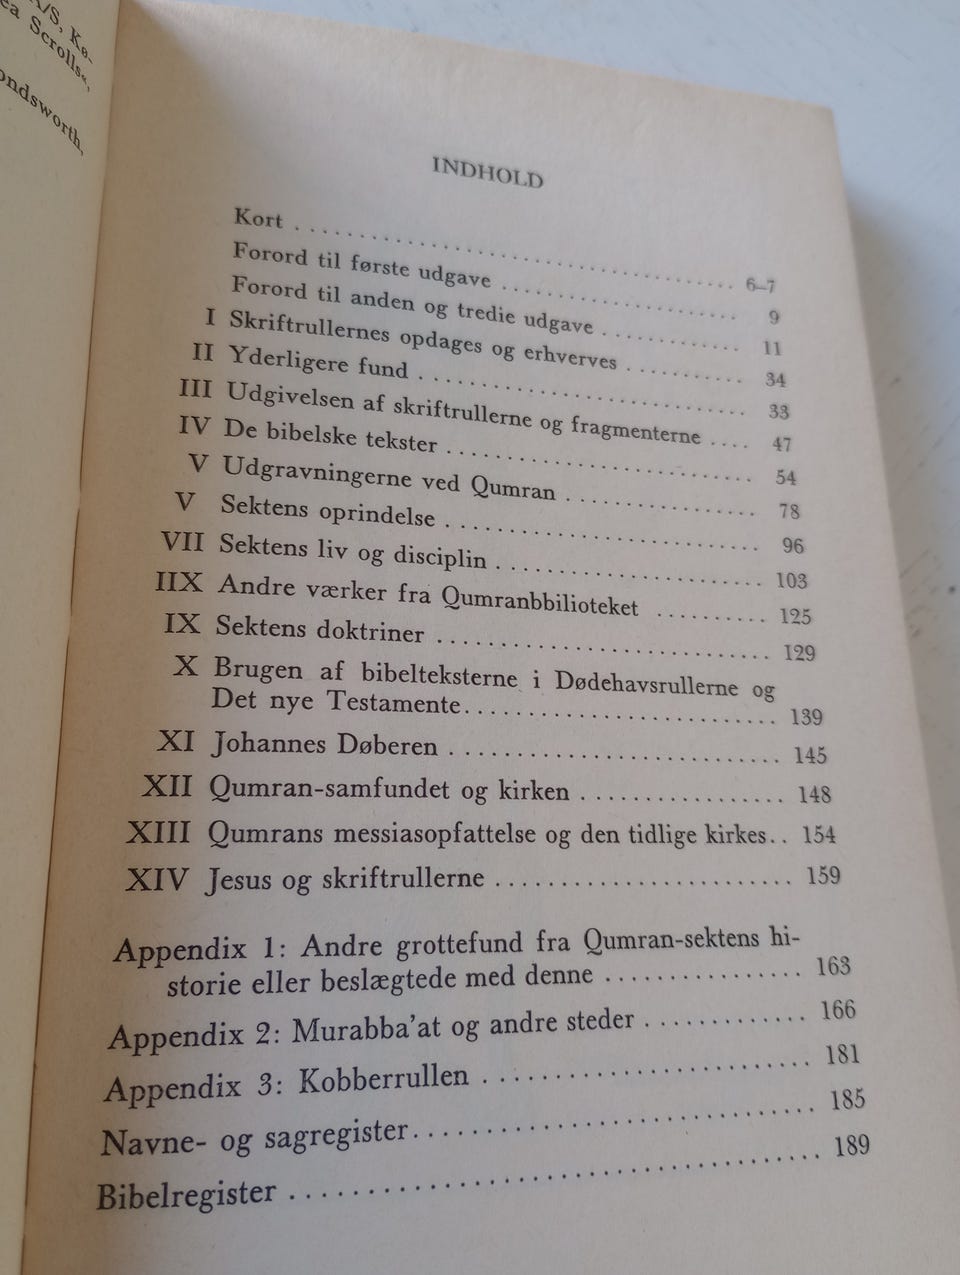 A/S, Kø-
ea Scrolls«,
ondsworth,
INDHOLD
Kort 6–7
Forord til første udgave 9
Forord til anden og tredie udgave 11
I Skriftrullernes opdages og erhverves 34
II Yderligere fund 33
III Udgivelsen af skriftrullerne og fragmenterne 47
IV De bibelske tekster 54
V Udgravningerne ved Qumran 78
V Sektens oprindelse 96
VII Sektens liv og disciplin 103
IIX Andre værker fra Qumranbbilioteket 125
IX Sektens doktriner 129
X Brugen af bibelteksterne i Dødehavsrullerne og
Det nye Testamente 139
XI Johannes Døberen 145
XII Qumran-samfundet og kirken 148
XIII Qumrans messiasopfattelse og den tidlige kirkes 154
XIV Jesus og skriftrullerne 159
Appendix 1: Andre grottefund fra Qumran-sektens hi-
storie eller beslægtede med denne 163
Appendix 2: Murabba'at og andre steder 166
Appendix 3: Kobberrullen 181
Navne- og sagregister 185
Bibelregister 189